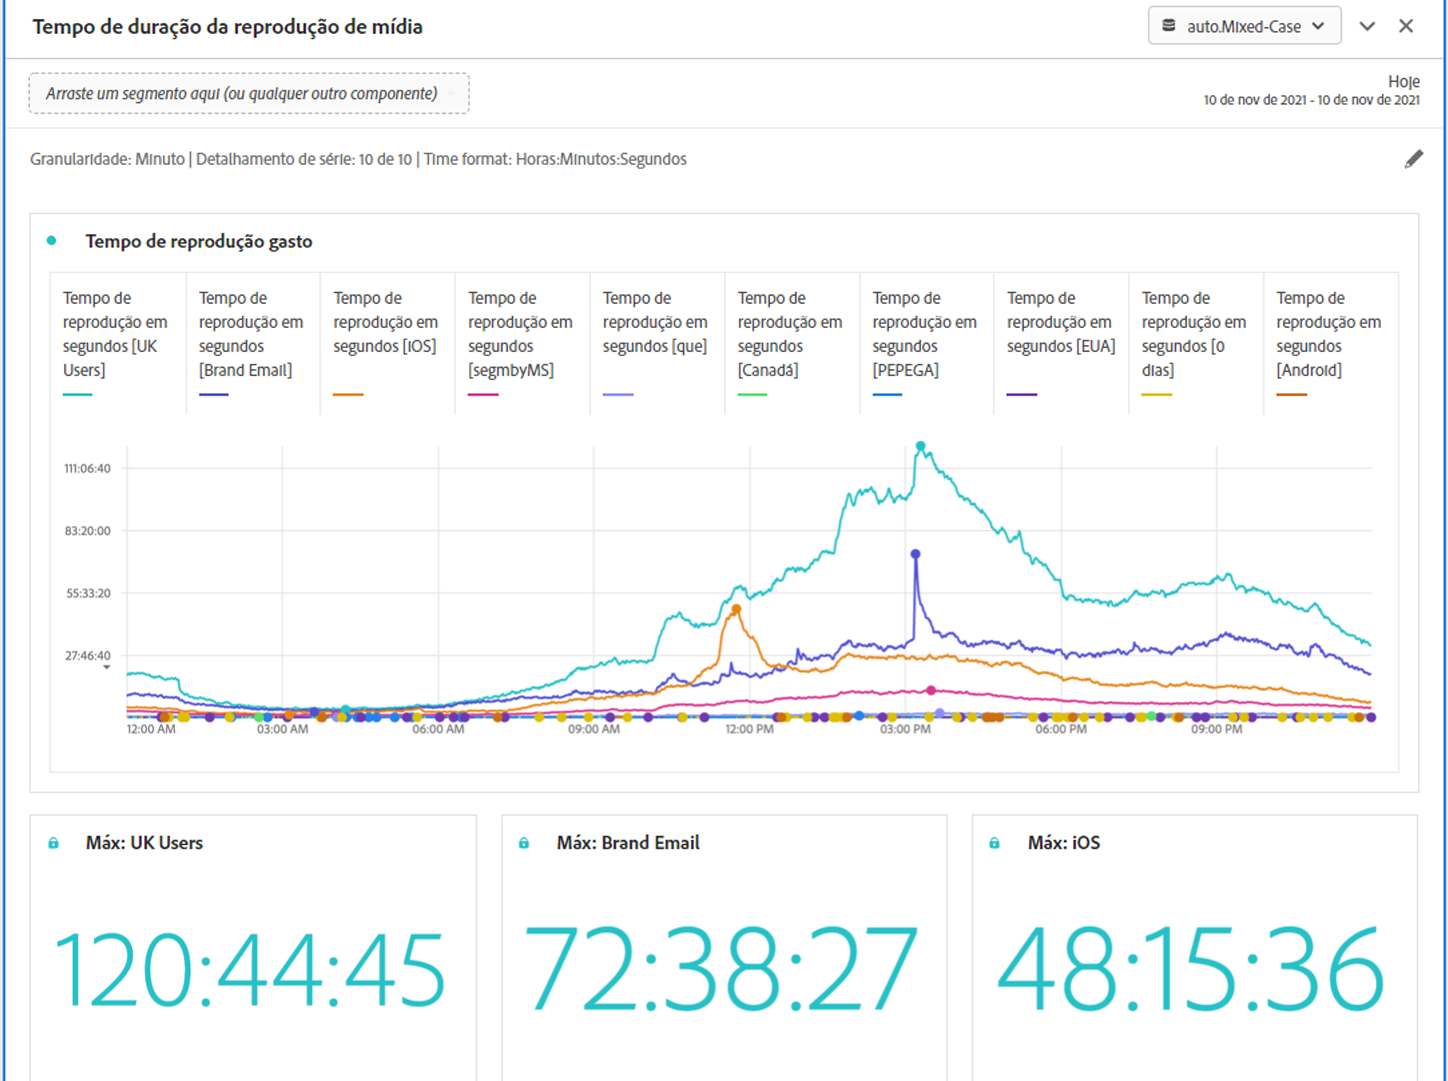 Tempo de duração da reprodução de mídia
auto.Mixed-Case
Arraste um segmento aqui (ou qualquer outro componente)
Hoje
10 de nov de 2021 - 10 de nov de 2021
Granularidade: Minuto | Detalhamento de série: 10 de 10 | Time format: Horas:Minutos:Segundos
Tempo de reprodução gasto
Tempo de
reprodução em
segundos [UK
Users]
Tempo de
reprodução em
segundos
[Brand Email]
Tempo de
reprodução em
segundos [iOS]
Tempo de
reprodução em
segundos
[segmbyMS]
Tempo de
reprodução em
segundos [que]
Tempo de
reprodução em
segundos
[Canadá]
Tempo de
reprodução em
segundos
[PEPEGA]
Tempo de
reprodução em
segundos [EUA]
Tempo de
reprodução em
segundos [0
dias]
Tempo de
reprodução em
segundos
[Android]
111:06:40
83:20:00
55:33:20
27:46:40
12:00 AM 03:00 AM 06:00 AM 09:00 AM 12:00 PM 03:00 PM 06:00 PM 09:00 PM
Máx: UK Users
120:44:45
Máx: Brand Email
72:38:27
Máx: iOS
48:15:36